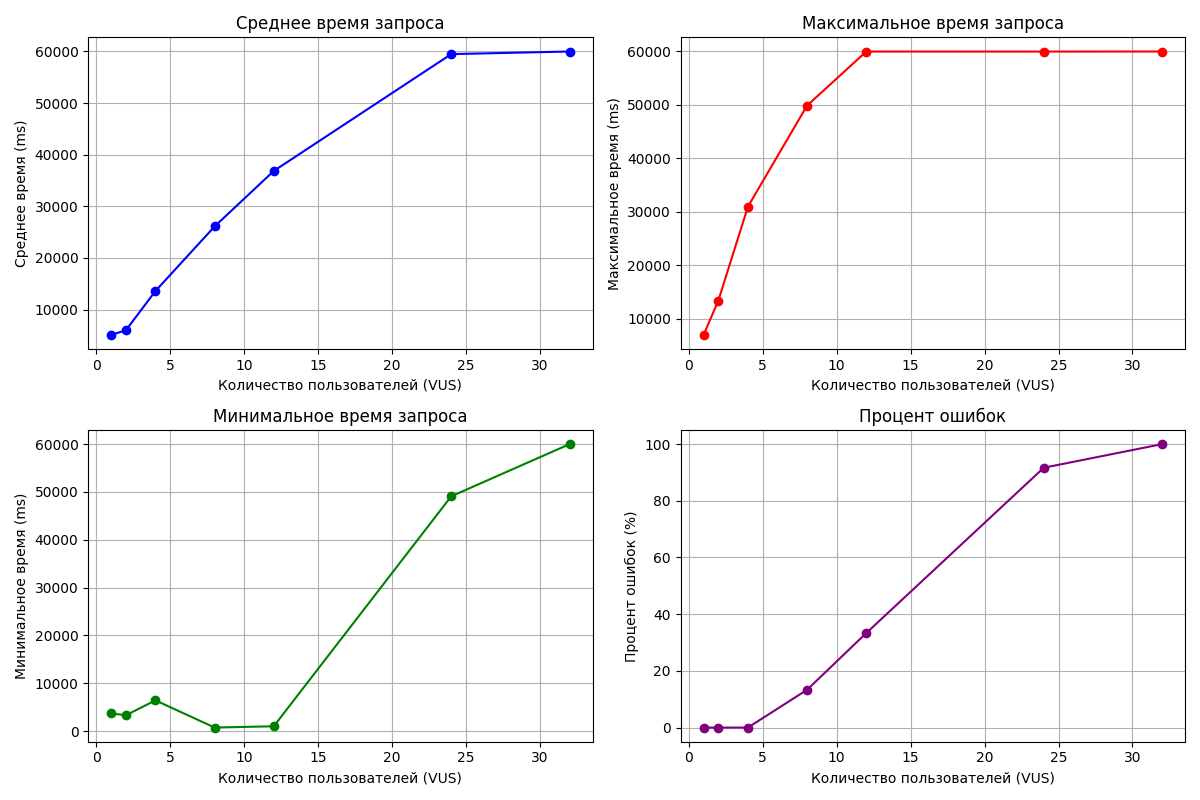 Среднее время запроса
60000
50000
40000
30000
20000
10000
Среднее время (ms)
0 5 10 15 20 25 30
Количество пользователей (VUS)
Максимальное время запроса
60000
50000
40000
30000
20000
10000
Максимальное время (ms)
0 5 10 15 20 25 30
Количество пользователей (VUS)
Минимальное время запроса
60000
50000
40000
30000
20000
10000
0
Минимальное время (ms)
0 5 10 15 20 25 30
Количество пользователей (VUS)
Процент ошибок
100
80
60
40
20
0
Процент ошибок (%)
0 5 10 15 20 25 30
Количество пользователей (VUS)